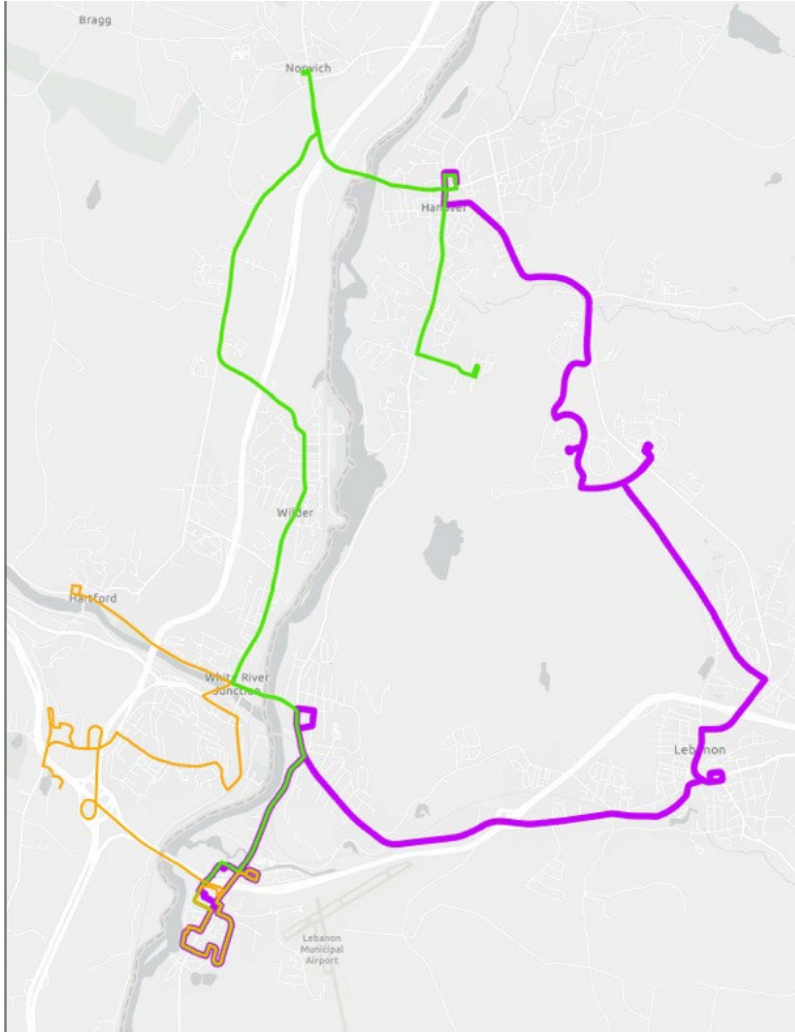 Bragg
Norwich
Hanover
Wilder
Hartford
White River
Junction
Lebanon
Lebanon
Municipal
Airport